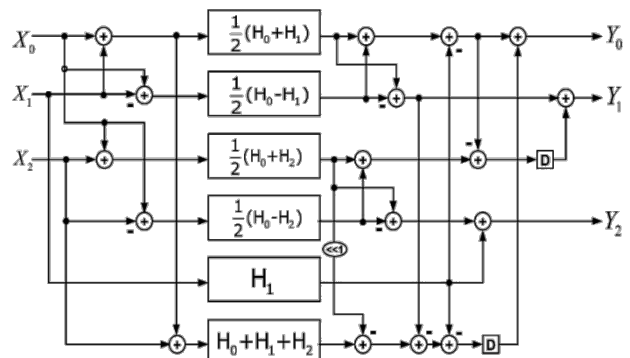 X₀ ½(H₀+H₁) Y₀
X₁ ½(H₀-H₁) Y₁
X₂ ½(H₀+H₂) D
½(H₀-H₂) Y₂
<<1
H₁
H₀+H₁+H₂ D